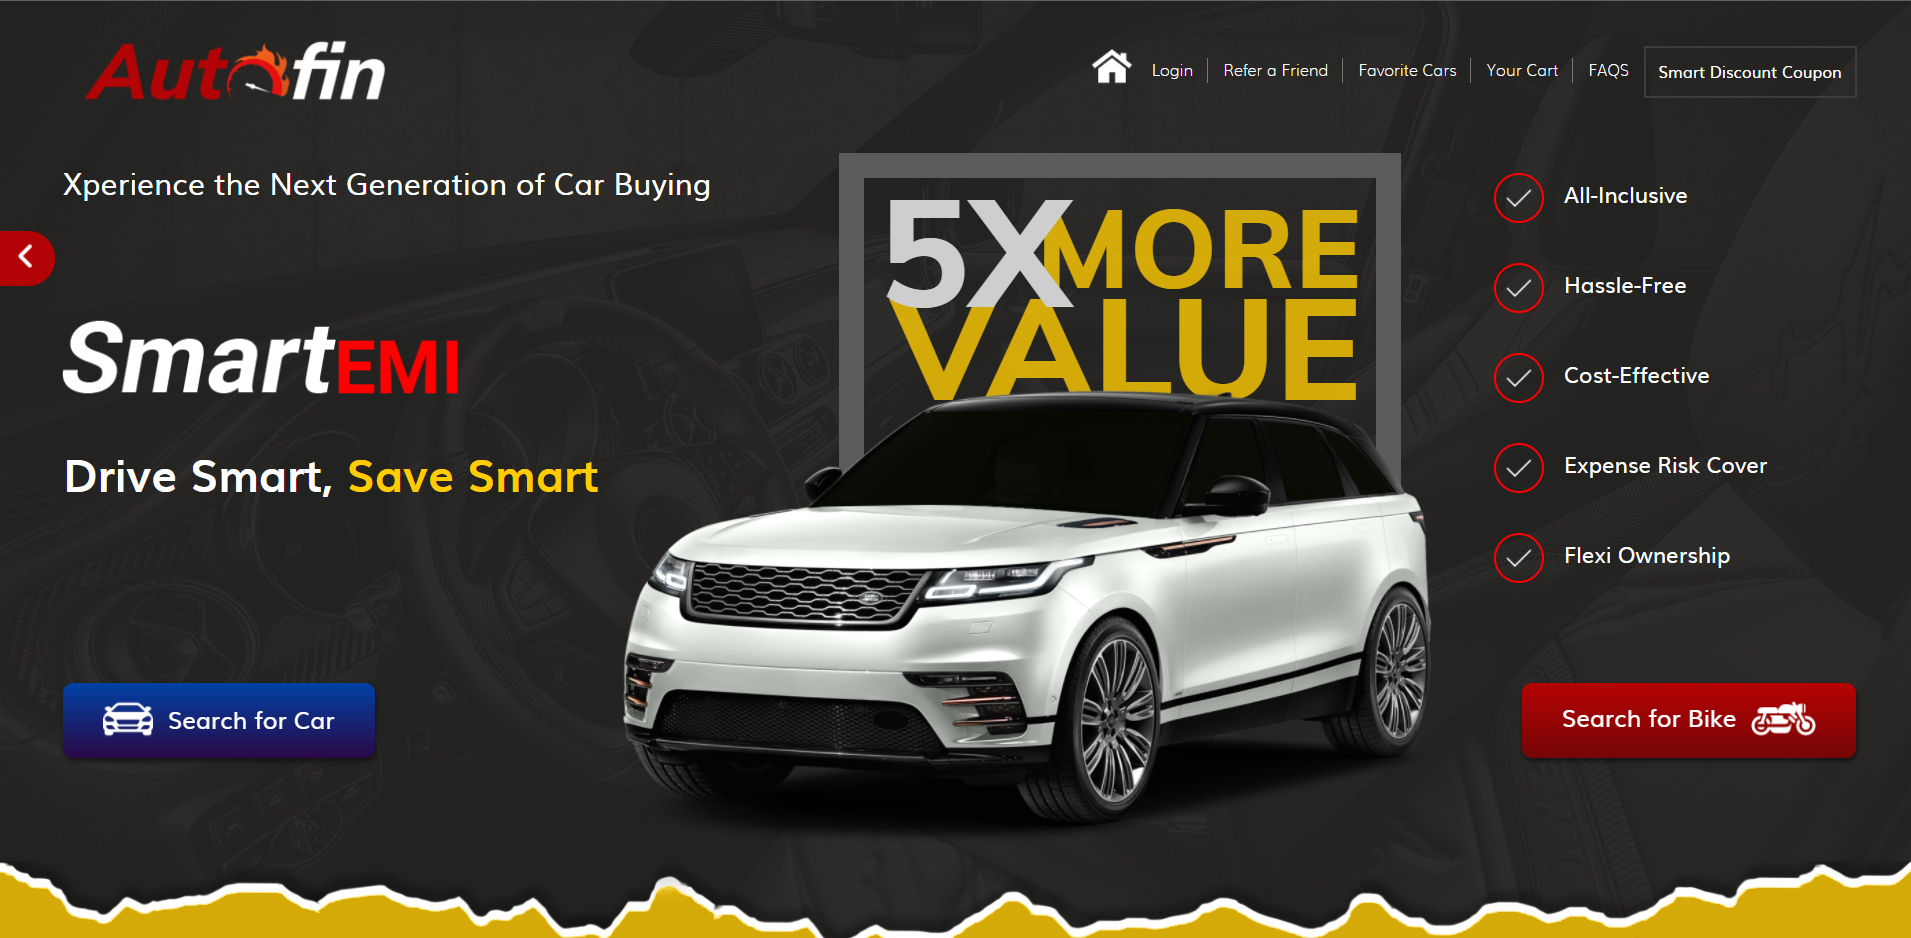 Autofin
Login
Refer a Friend
Favorite Cars
Your Cart
FAQS
Smart Discount Coupon
Xperience the Next Generation of Car Buying
SmartEMI
Drive Smart, Save Smart
5X MORE
VALUE
All-Inclusive
Hassle-Free
Cost-Effective
Expense Risk Cover
Flexi Ownership
Search for Car
Search for Bike